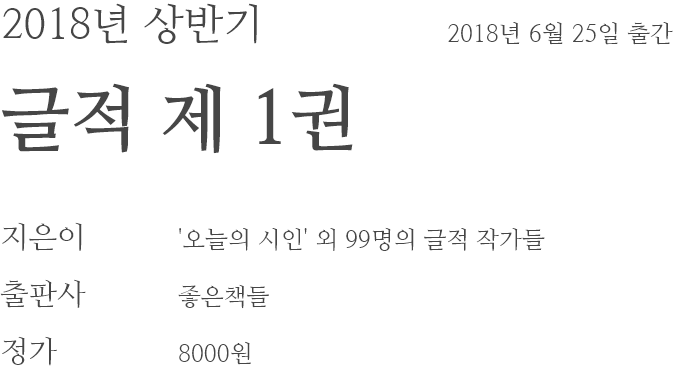 2018년 상반기
2018년 6월 25일 출간
글적 제 1권
지은이 '오늘의 시인' 외 99명의 글적 작가들
출판사 좋은책들
정가 8000원